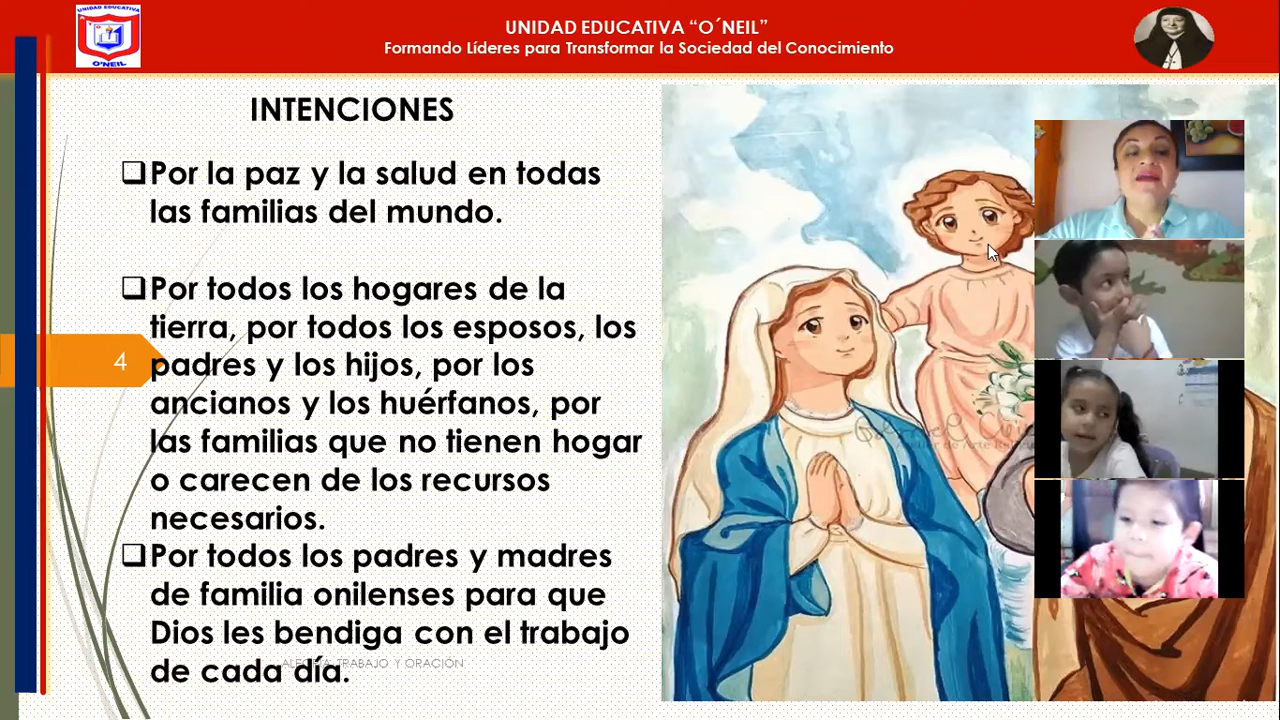 UNIDAD EDUCATIVA
O´NEIL
UNIDAD EDUCATIVA “O´NEIL”
Formando Líderes para Transformar la Sociedad del Conocimiento
INTENCIONES
Por la paz y la salud en todas
las familias del mundo.
Por todos los hogares de la
tierra, por todos los esposos, los
padres y los hijos, por los
ancianos y los huérfanos, por
las familias que no tienen hogar
o carecen de los recursos
necesarios.
Por todos los padres y madres
de familia onilenses para que
Dios les bendiga con el trabajo
de cada día.
4
ALEGRÍA, TRABAJO Y ORACIÓN